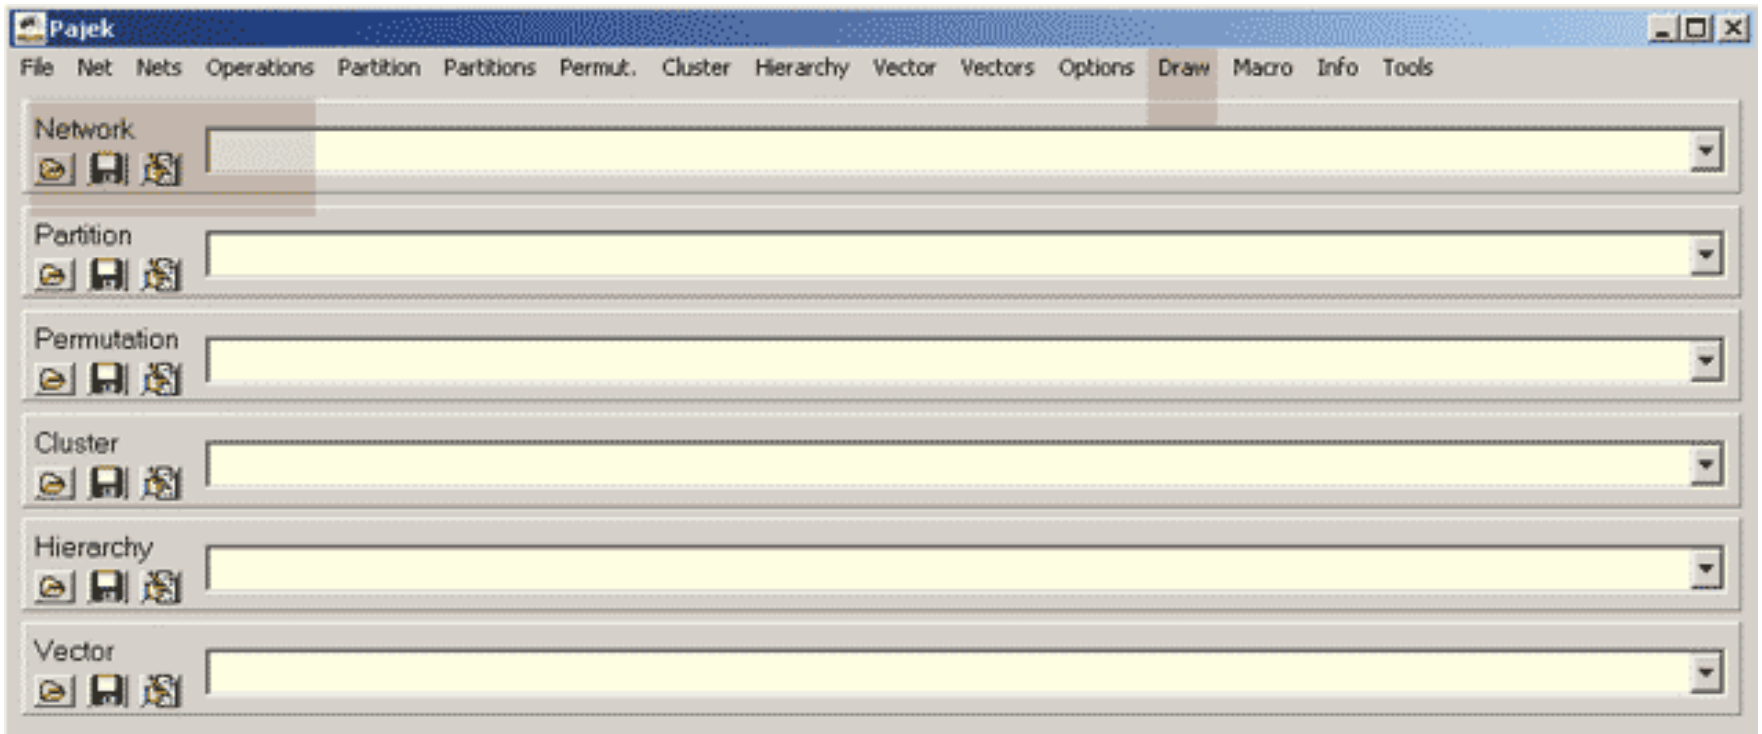 Pajek
File Net Nets Operations Partition Partitions Permut. Cluster Hierarchy Vector Vectors Options Draw Macro Info Tools
Network
Partition
Permutation
Cluster
Hierarchy
Vector